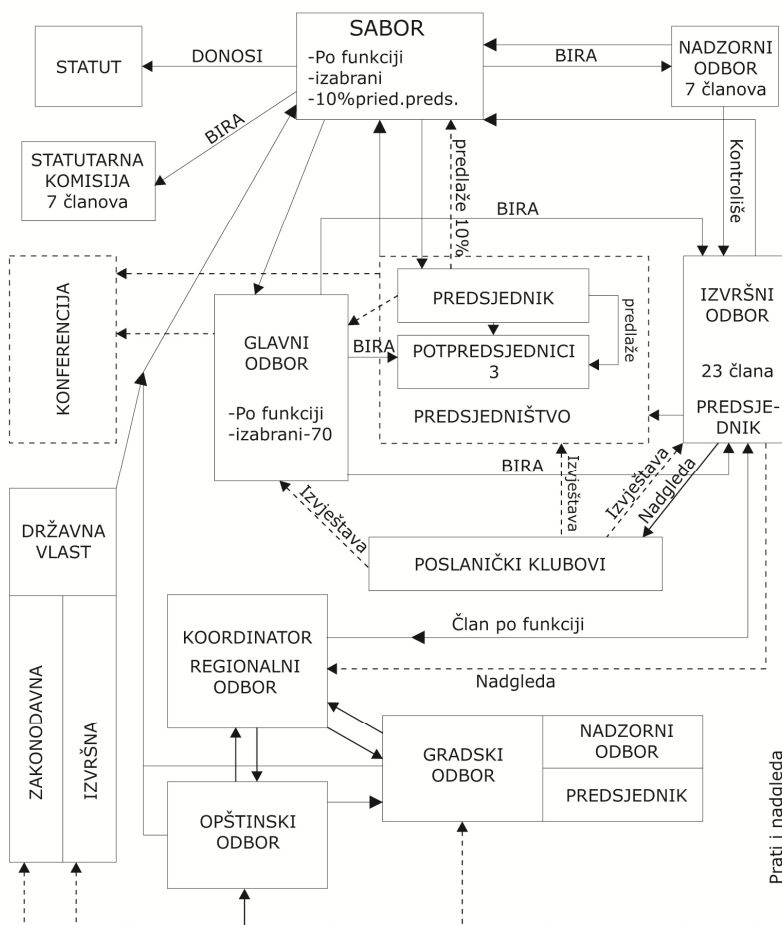 SABOR
-Po funkciji
-izabrani
-10%pried.preds.
STATUT
DONOSI
BIRA
NADZORNI
ODBOR
7 članova
BIRA
STATUTARNA
KOMISIJA
7 članova
predlaže 10%
Kontroliše
BIRA
KONFERENCIJA
GLAVNI
ODBOR
-Po funkciji
-izabrani-70
BIRA
PREDSJEDNIK
predlaže
POTPREDSJEDNICI
3
PREDSJEDNIŠTVO
IZVRŠNI
ODBOR
23 člana
PREDSJE-
DNIK
BIRA
Izvještava
Izvještava
Izvještava
Nadgleda
DRŽAVNA
VLAST
ZAKONODAVNA
IZVRŠNA
POSLANIČKI KLUBOVI
KOORDINATOR
REGIONALNI
ODBOR
Član po funkciji
Nadgleda
GRADSKI
ODBOR
NADZORNI
ODBOR
PREDSJEDNIK
OPŠTINSKI
ODBOR
Prati i nadgleda